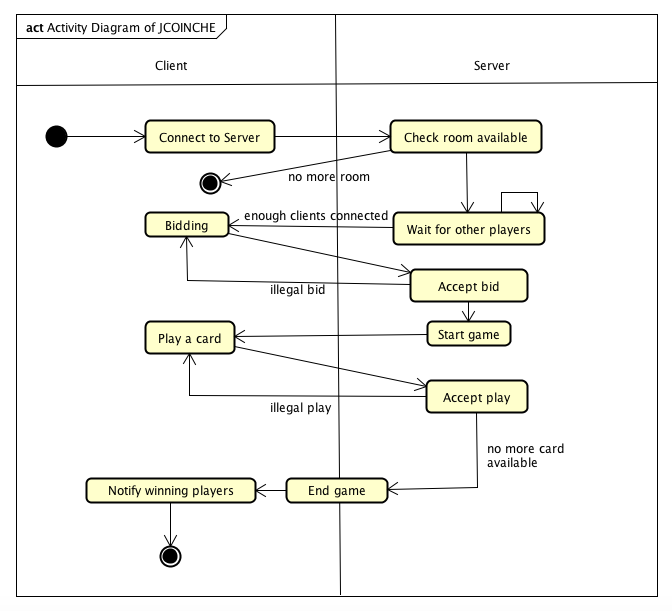 act Activity Diagram of JCOINCHE
Client
Server
Connect to Server
Check room available
no more room
enough clients connected
Bidding
Wait for other players
Accept bid
illegal bid
Start game
Play a card
Accept play
illegal play
no more card
available
Notify winning players
End game